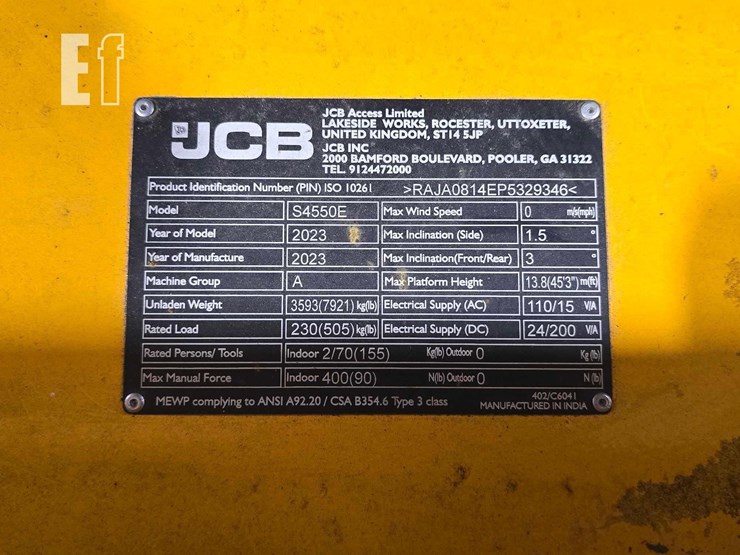 Ef
JCB
JCB
JCB Access Limited
LAKESIDE WORKS, ROCESTER, UTTOXETER,
UNITED KINGDOM, ST14 5JP
JCB INC
2000 BAMFORD BOULEVARD, POOLER, GA 31322
TEL. 9124472000
Product Identification Number (PIN) ISO 10261 >RAJA0814EP5329346<
Model S4550E Max Wind Speed 0 m/s(mph)
Year of Model 2023 Max Inclination (Side) 1.5 °
Year of Manufacture 2023 Max Inclination(Front/Rear) 3 °
Machine Group A Max Platform Height 13.8(45'3") m(ft)
Unladen Weight 3593(7921) kg(lb) Electrical Supply (AC) 110/15 V/A
Rated Load 230(505) kg(lb) Electrical Supply (DC) 24/200 V/A
Rated Persons/ Tools Indoor 2/70(155) Kg(lb) Outdoor 0 Kg (lb)
Max Manual Force Indoor 400(90) N(lb) Outdoor 0 N (lb)
MEWP complying to ANSI A92.20 / CSA B354.6 Type 3 class
402/C6041
MANUFACTURED IN INDIA